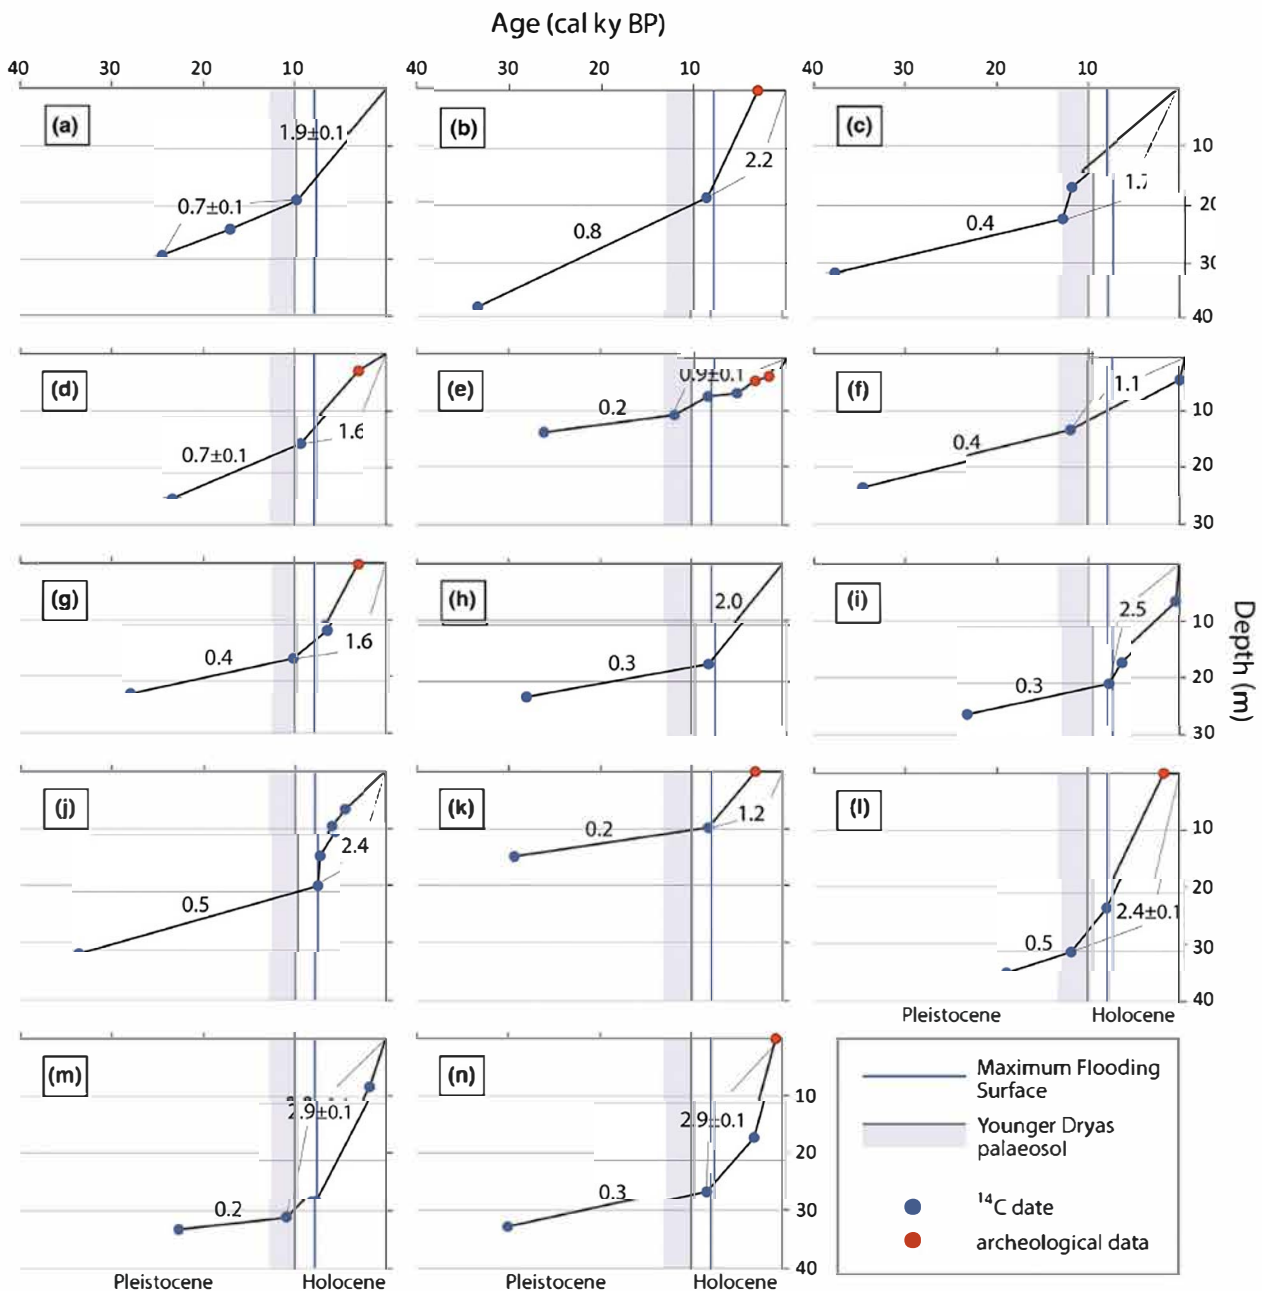 Age (cal ky BP)
40 30 20 10 40 30 10 40 30 20 10
(a) 1.9±0.1 0.7±0.1
(b) 2.2 0.8
(c) 0.4
10
30
40
(d) 1.6 0.7±0.1
(e) 0.9±0.1 0.2
(f) 1.1 0.4
10
20
30
(g) 0.4 1.6
(h) 2.0 0.3
(i) 2.5 0.3
10
20
30
Depth (m)
(j) 2.4 0.5
(k) 0.2 1.2
(l) 2.4±0.1 0.5
10
20
30
40
Pleistocene Holocene
(m) 2.9±0.1 0.2
(n) 2.9±0.1 0.3
10
20
30
40
Pleistocene Holocene Pleistocene Holocene
Maximum Flooding
Surface
Younger Dryas
palaeosol
14C date
archeological data